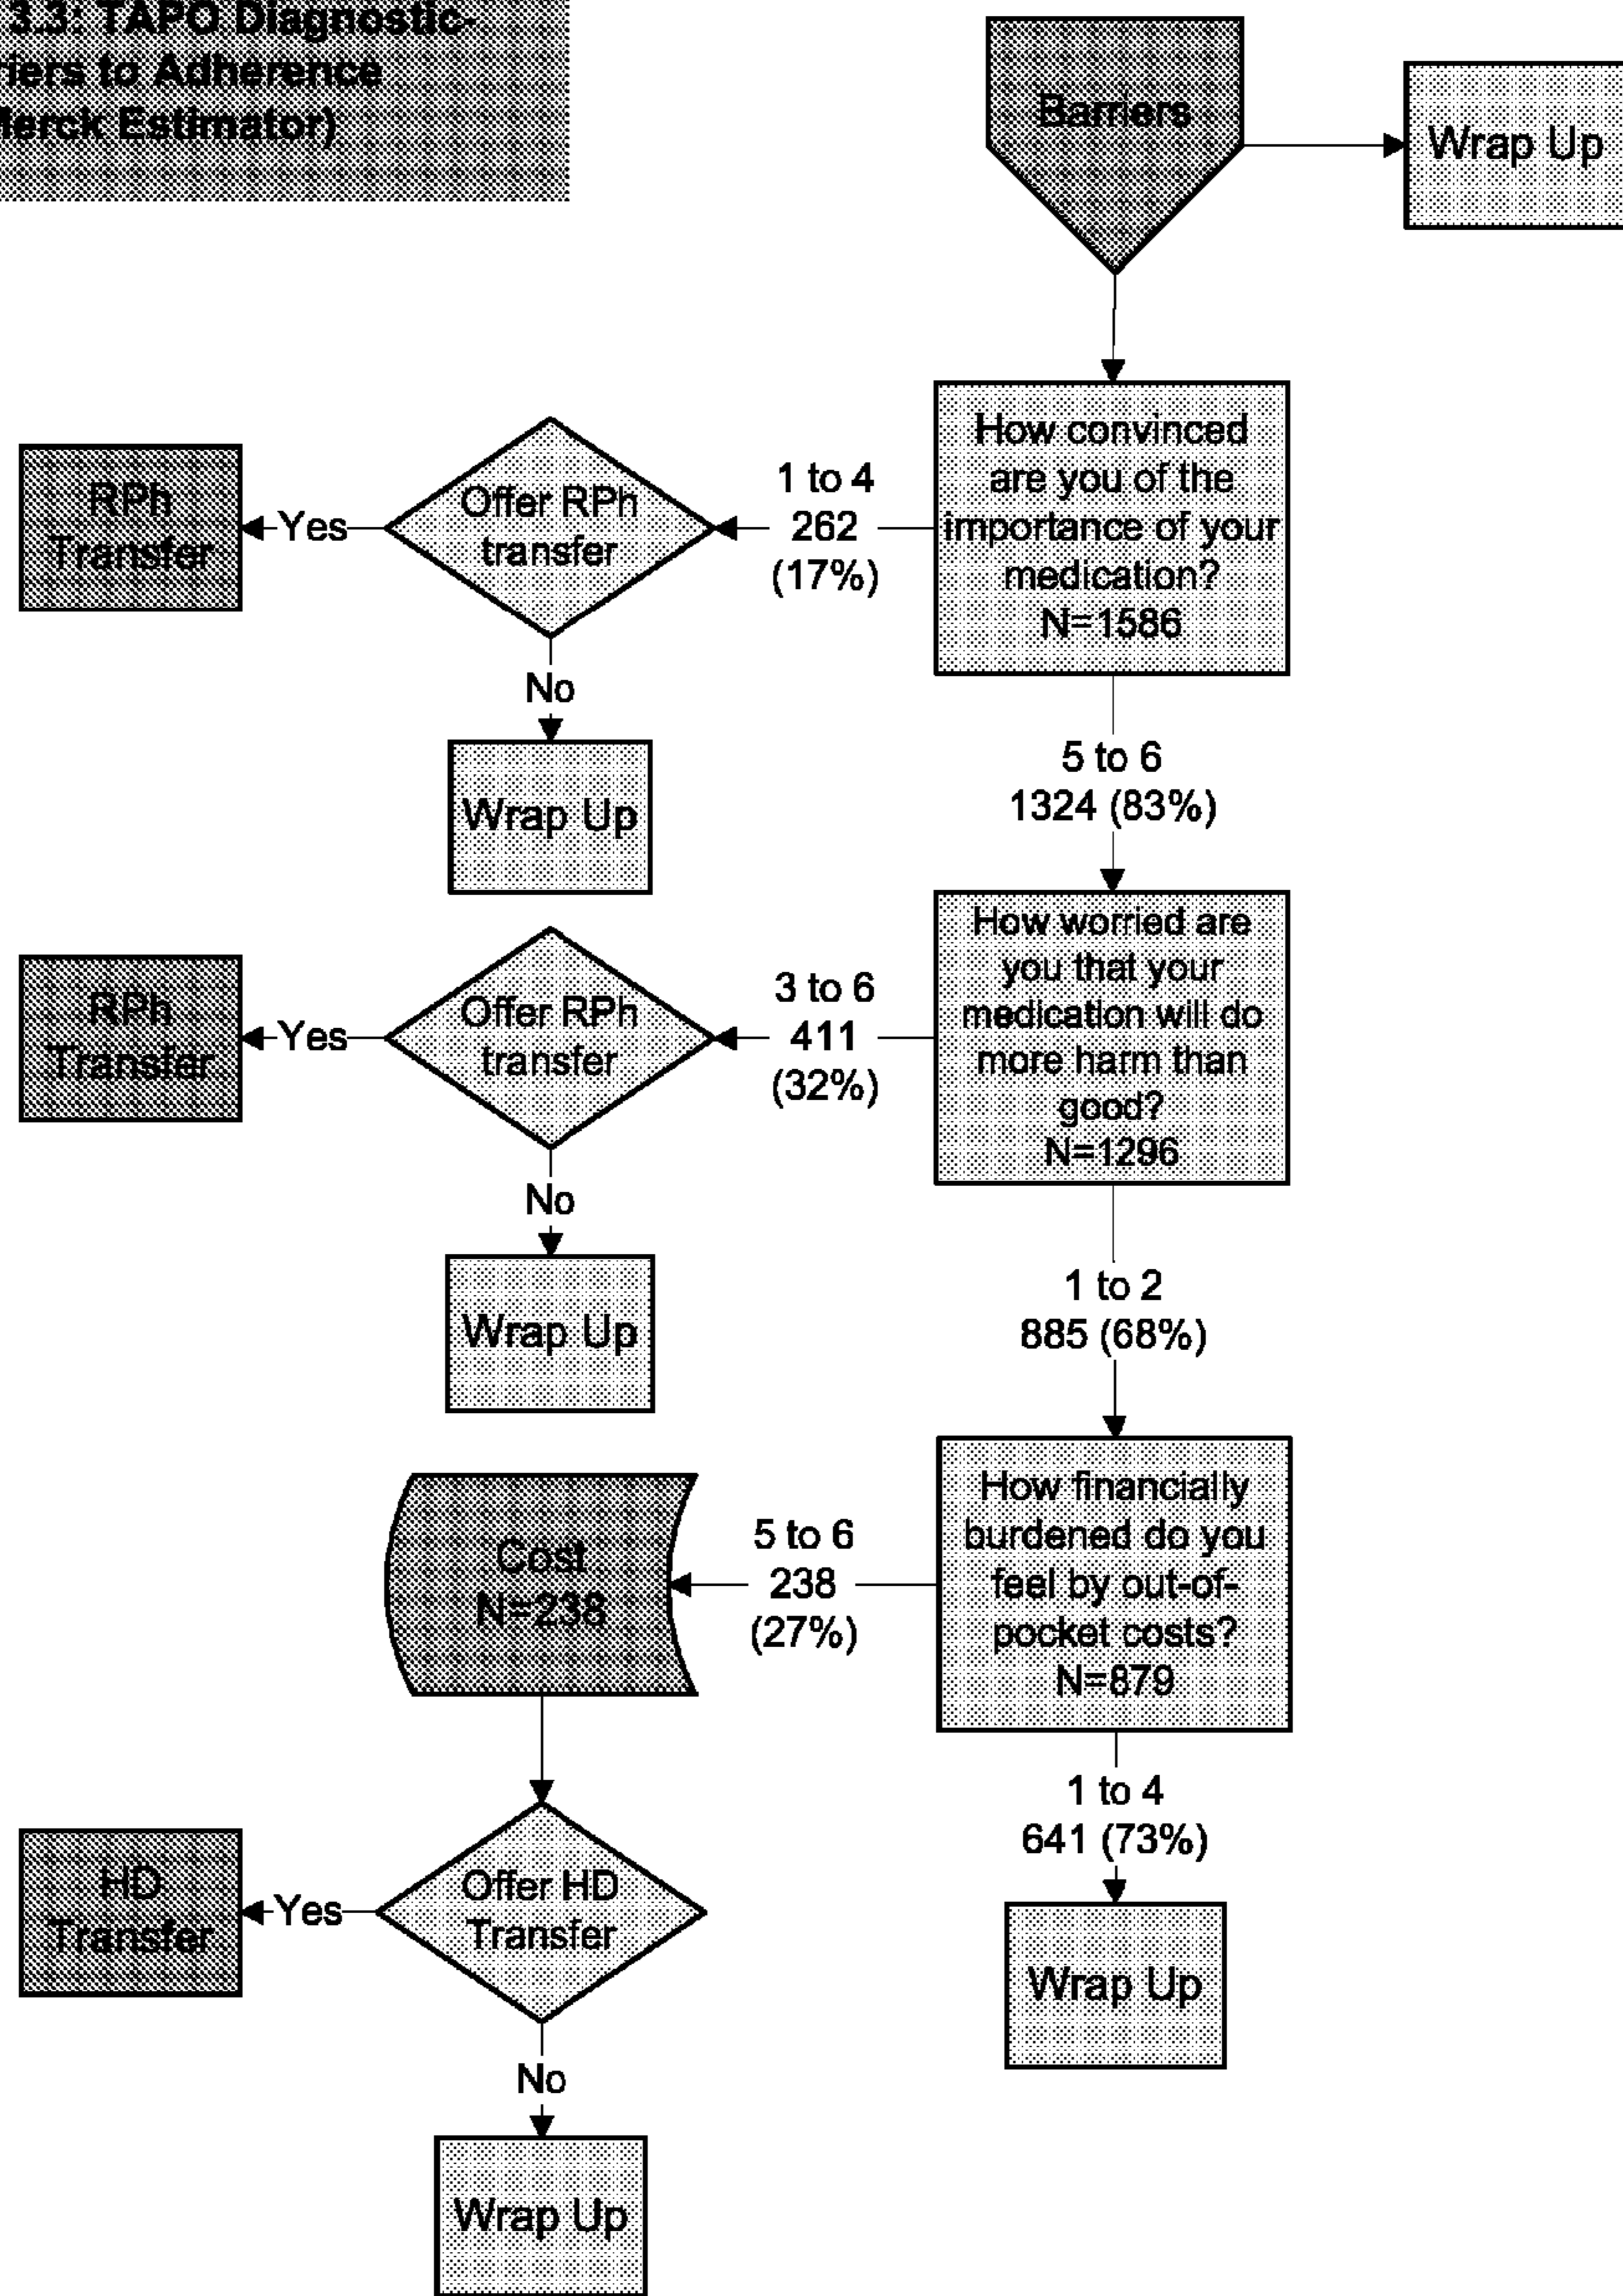 3.3: TAPO Diagnostic-
riers to Adherence
Merck Estimator)
Barriers
Wrap Up
How convinced
are you of the
importance of your
medication?
N=1586
1 to 4
262
(17%)
Offer RPh
transfer
Yes
RPh
Transfer
No
Wrap Up
5 to 6
1324 (83%)
How worried are
you that your
medication will do
more harm than
good?
N=1296
3 to 6
411
(32%)
Offer RPh
transfer
Yes
RPh
Transfer
No
Wrap Up
1 to 2
885 (68%)
How financially
burdened do you
feel by out-of-
pocket costs?
N=879
5 to 6
238
(27%)
Cost
N=238
1 to 4
641 (73%)
Wrap Up
Offer HD
Transfer
Yes
HD
Transfer
No
Wrap Up